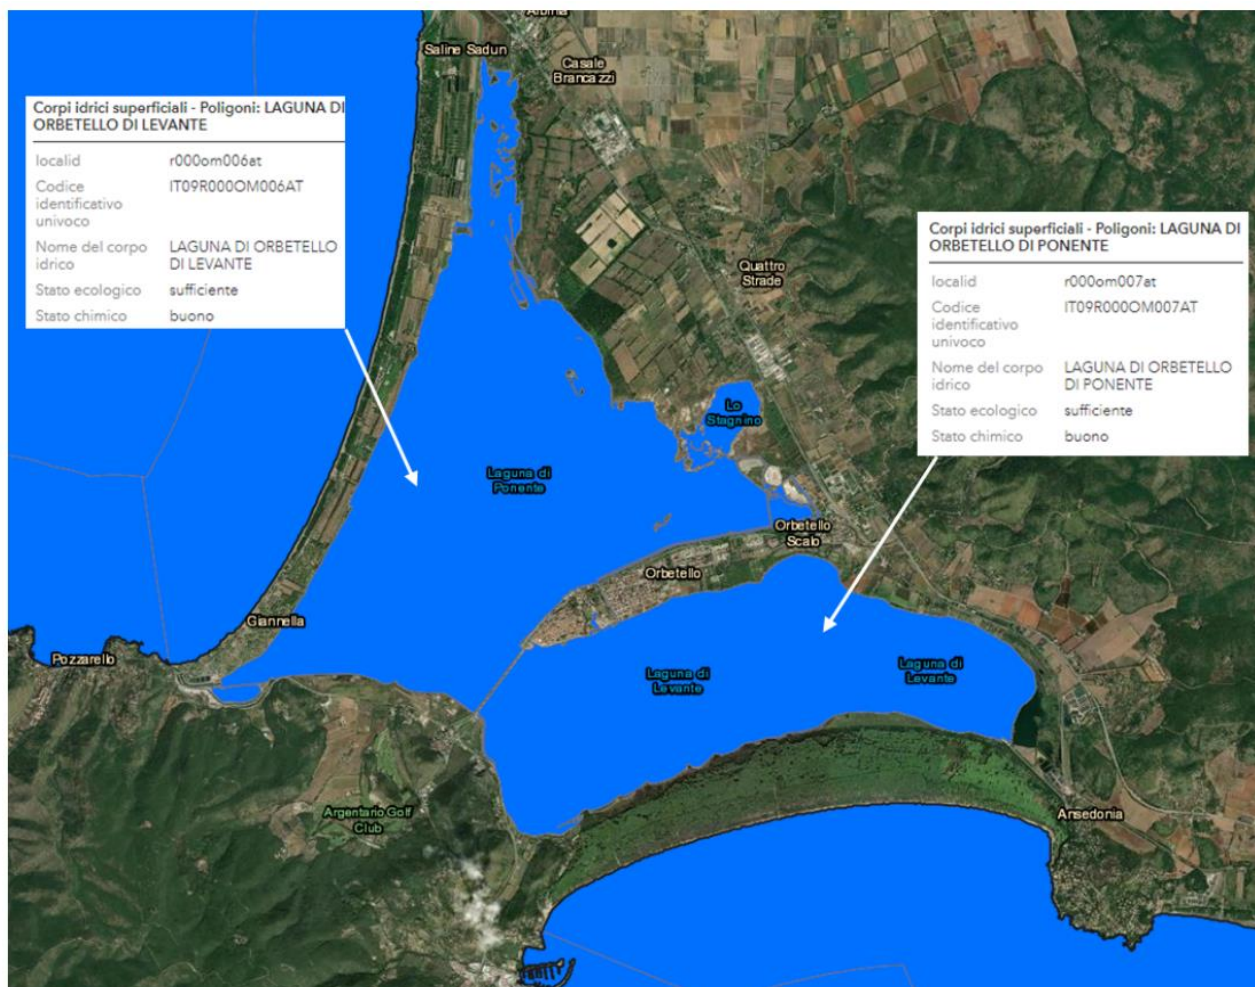 Albinia
Saline Sadun
Casale
Brancazzi
Corpi idrici superficiali - Poligoni: LAGUNA DI
ORBETELLO DI LEVANTE
localid r000om006at
Codice IT09R000OM006AT
identificativo
univoco
Nome del corpo LAGUNA DI ORBETELLO
idrico DI LEVANTE
Stato ecologico sufficiente
Stato chimico buono
Corpi idrici superficiali - Poligoni: LAGUNA DI
ORBETELLO DI PONENTE
localid r000om007at
Codice IT09R000OM007AT
identificativo
univoco
Nome del corpo LAGUNA DI ORBETELLO
idrico DI PONENTE
Stato ecologico sufficiente
Stato chimico buono
Quattro
Strade
Lo
Stagnino
Laguna di
Ponente
Orbetello
Scalo
Orbetello
Giannella
Pozzarello
Laguna di
Levante
Laguna di
Levante
Argentario Golf
Club
Ansedonia